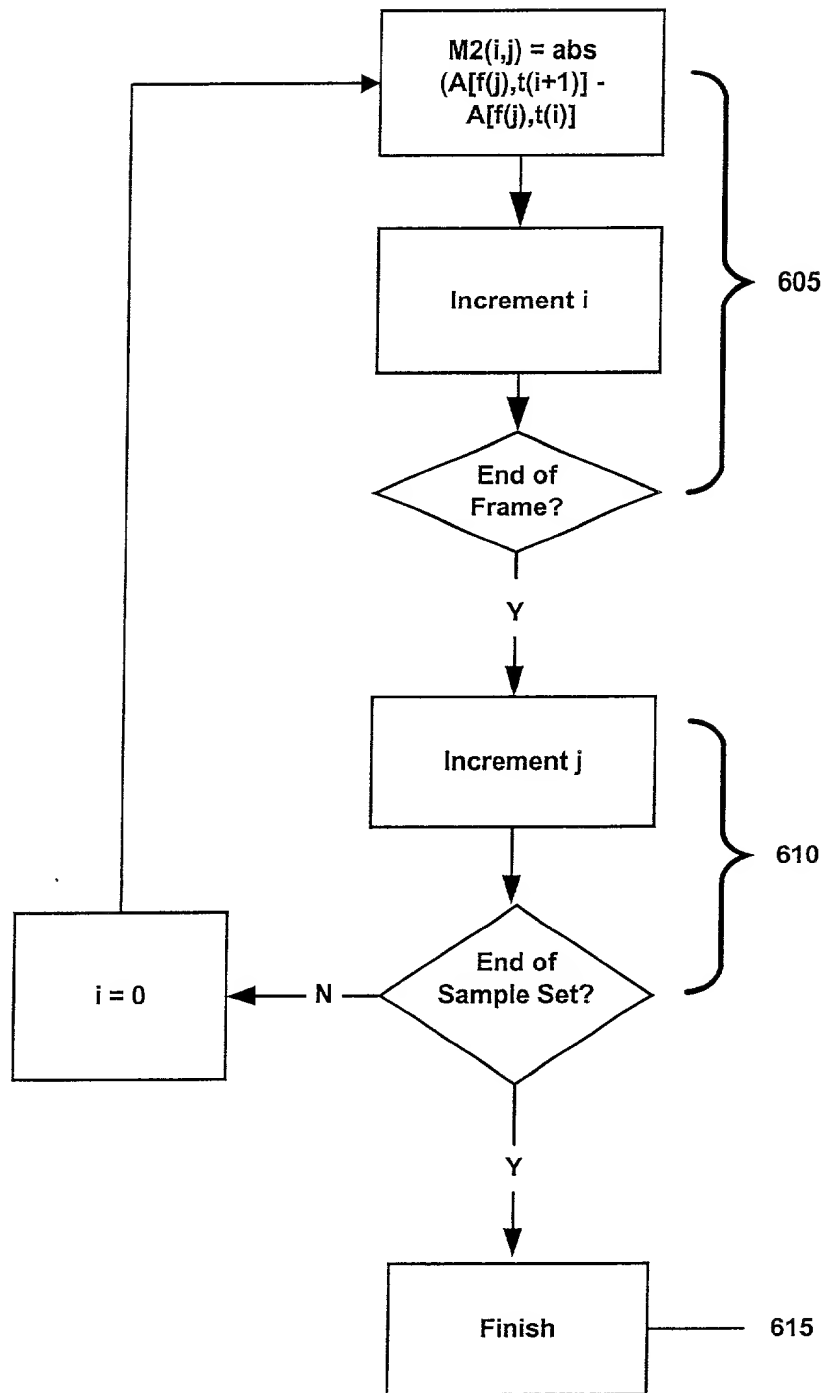 M2(i,j) = abs
(A[f(j),t(i+1)] -
A[f(j),t(i)]
605
Increment i
End of
Frame?
Y
Increment j
610
End of
Sample Set?
N
i = 0
Y
Finish
615